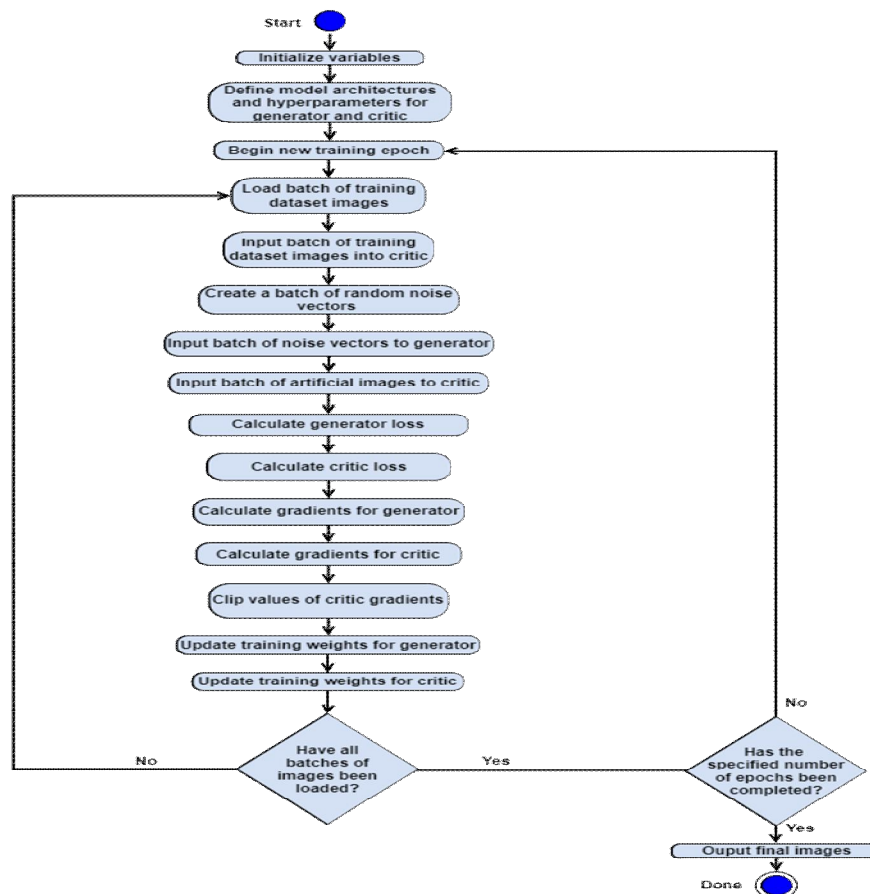 Start
Initialize variables
Define model architectures
and hyperparameters for
generator and critic
Begin new training epoch
Load batch of training
dataset images
Input batch of training
dataset images into critic
Create a batch of random noise
vectors
Input batch of noise vectors to generator
Input batch of artificial images to critic
Calculate generator loss
Calculate critic loss
Calculate gradients for generator
Calculate gradients for critic
Clip values of critic gradients
Update training weights for generator
Update training weights for critic
Have all
batches of
images been
loaded?
No
Yes
Has the
specified number
of epochs been
completed?
No
Yes
Ouput final images
Done